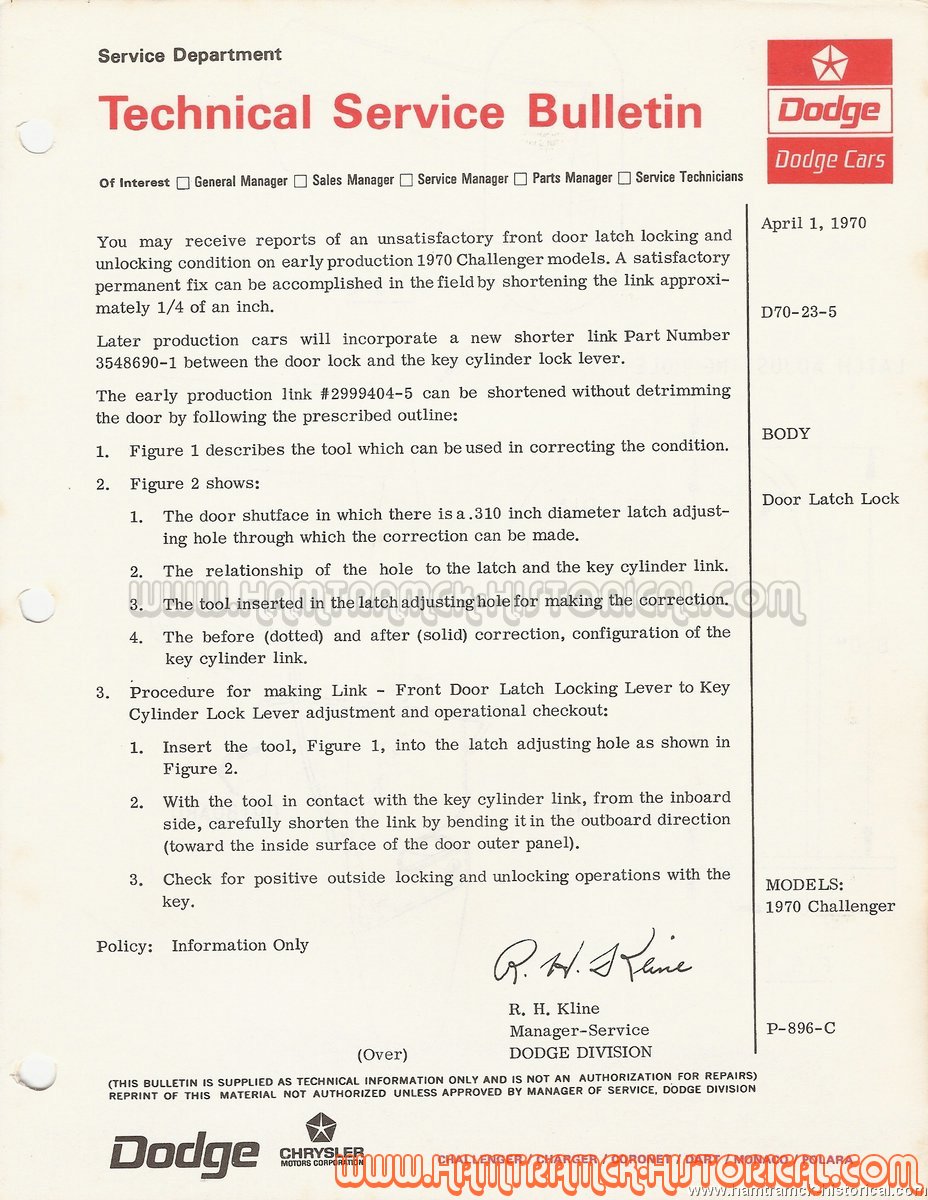 Service Department
Technical Service Bulletin
Dodge
Dodge Cars
Of Interest □ General Manager □ Sales Manager □ Service Manager □ Parts Manager □ Service Technicians
You may receive reports of an unsatisfactory front door latch locking and
unlocking condition on early production 1970 Challenger models. A satisfactory
permanent fix can be accomplished in the field by shortening the link approxi-
mately 1/4 of an inch.
Later production cars will incorporate a new shorter link Part Number
3548690-1 between the door lock and the key cylinder lock lever.
The early production link #2999404-5 can be shortened without detrimming
the door by following the prescribed outline:
1. Figure 1 describes the tool which can be used in correcting the condition.
2. Figure 2 shows:
1. The door shutface in which there is a .310 inch diameter latch adjust-
ing hole through which the correction can be made.
2. The relationship of the hole to the latch and the key cylinder link.
www.Hamtramck-Historical.com
3. The tool inserted in the latch adjusting hole for making the correction.
4. The before (dotted) and after (solid) correction, configuration of the
key cylinder link.
3. Procedure for making Link - Front Door Latch Locking Lever to Key
Cylinder Lock Lever adjustment and operational checkout:
1. Insert the tool, Figure 1, into the latch adjusting hole as shown in
Figure 2.
2. With the tool in contact with the key cylinder link, from the inboard
side, carefully shorten the link by bending it in the outboard direction
(toward the inside surface of the door outer panel).
3. Check for positive outside locking and unlocking operations with the
key.
Policy: Information Only
R. H. Kline
R. H. Kline
Manager-Service
DODGE DIVISION
(Over)
April 1, 1970
D70-23-5
BODY
Door Latch Lock
MODELS:
1970 Challenger
P-896-C
(THIS BULLETIN IS SUPPLIED AS TECHNICAL INFORMATION ONLY AND IS NOT AN AUTHORIZATION FOR REPAIRS)
REPRINT OF THIS MATERIAL NOT AUTHORIZED UNLESS APPROVED BY MANAGER OF SERVICE, DODGE DIVISION
Dodge
CHRYSLER
MOTORS CORPORATION
CHALLENGER / CHARGER / CORONET / DART / MONACO / POLARA
www.Hamtramck-Historical.com
www.hamtramck-historical.com